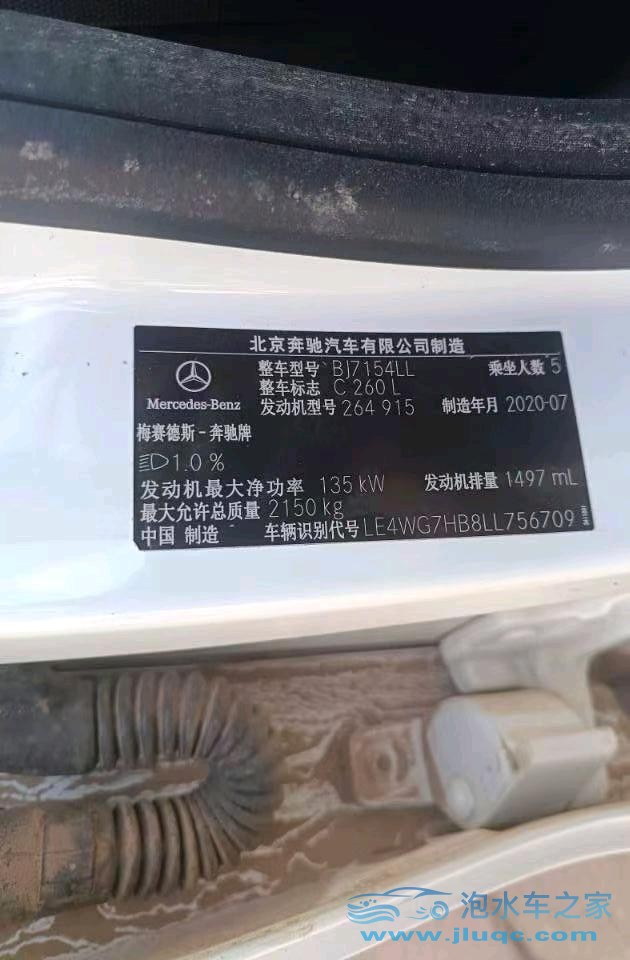 北京奔驰汽车有限公司制造
整车型号 BJ7154LL 乘坐人数 5
整车标志 C 260 L
Mercedes-Benz 发动机型号 264 915 制造年月 2020-07
梅赛德斯-奔驰牌
1.0 %
发动机最大净功率 135 kW 发动机排量 1497 mL
最大允许总质量 2150 kg
中国 制造 车辆识别代号 LE4WG7HB8LL756709
泡水车之家
www.jluqc.com